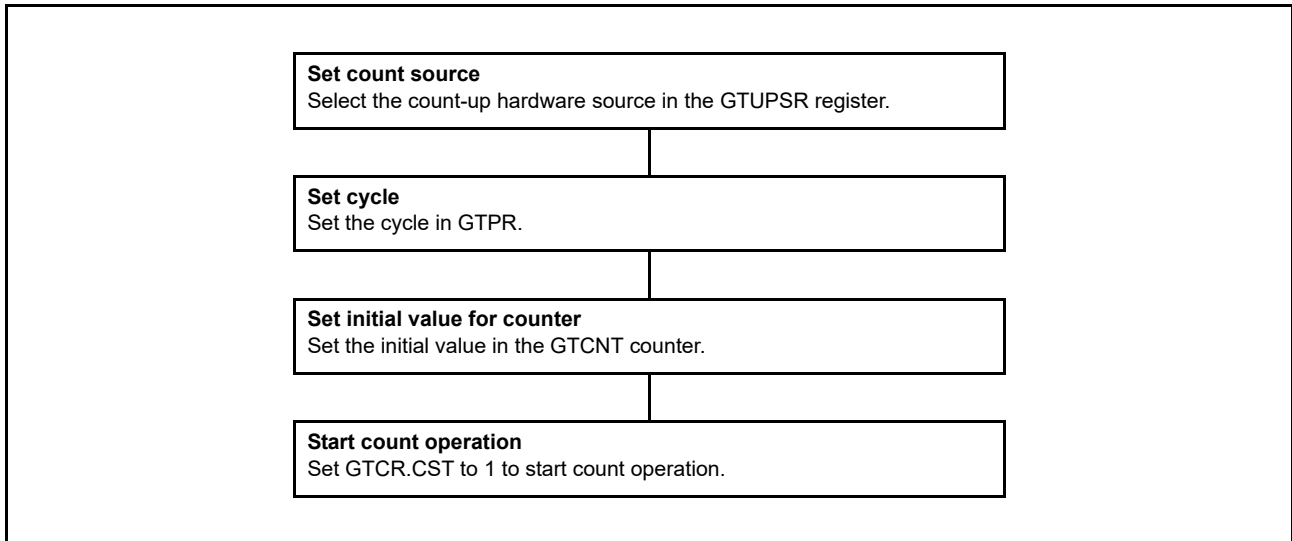 Set count source
Select the count-up hardware source in the GTUPSR register.
Set cycle
Set the cycle in GTPR.
Set initial value for counter
Set the initial value in the GTCNT counter.
Start count operation
Set GTCR.CST to 1 to start count operation.